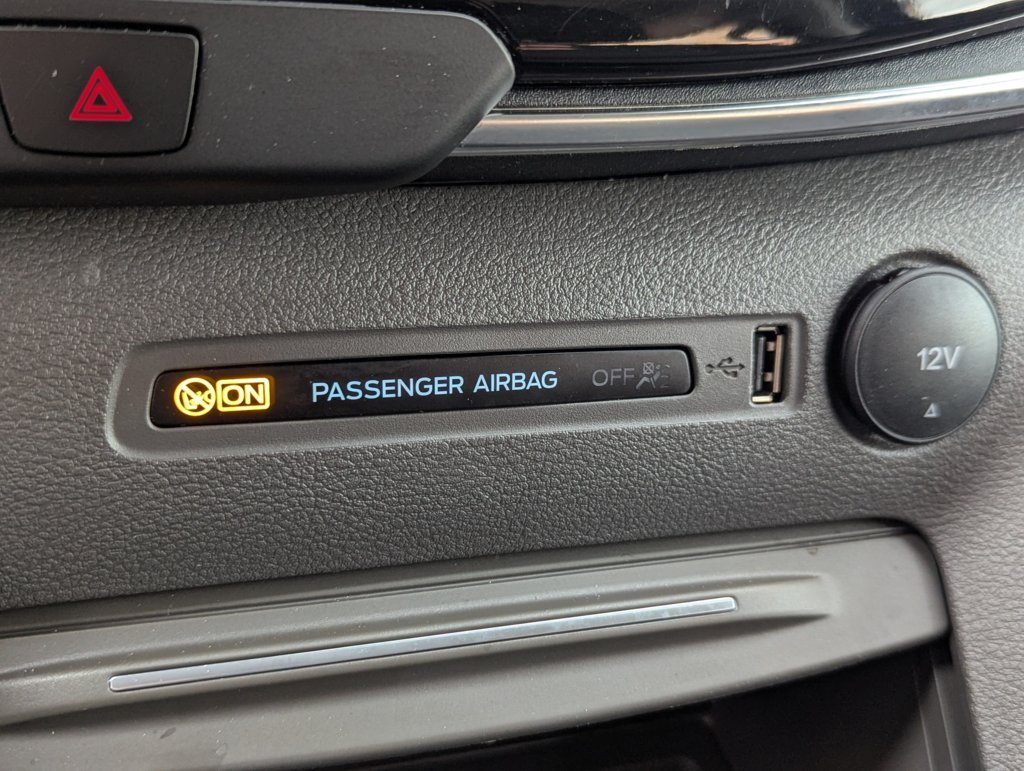 ON PASSENGER AIRBAG OFF
12V